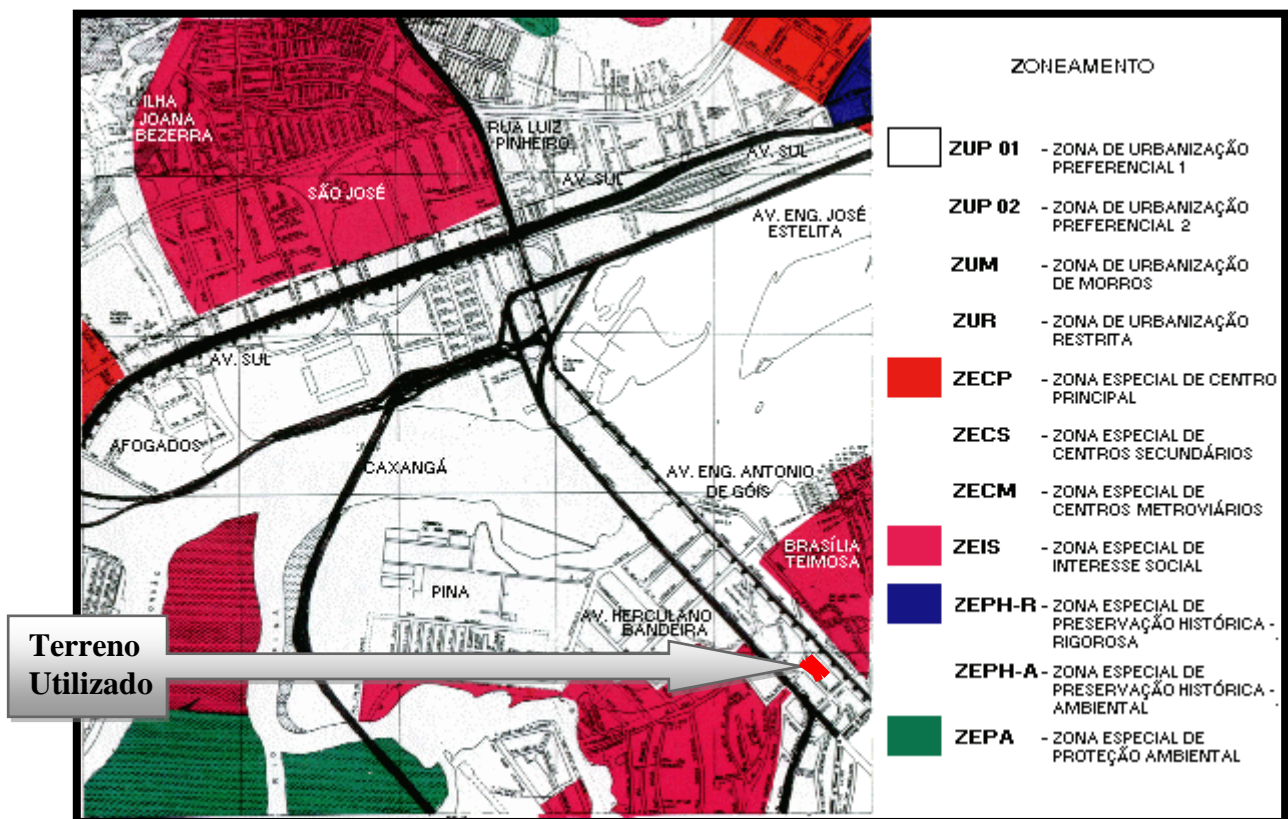 ILHA
JOANA
BEZERRA
RUA LUIZ
PINHEIRO
AV. SUL
AV. SUL
SÃO JOSÉ
AV. ENG. JOSÉ
ESTELITA
AV. SUL
AFOGADOS
CAXANGÁ
AV. ENG. ANTONIO
DE GÓIS
BRASÍLIA
TEIMOSA
PINA
AV. HERCULANO
BANDEIRA
Terreno
Utilizado
RIO
ZONEAMENTO
ZUP 01 - ZONA DE URBANIZAÇÃO
PREFERENCIAL 1
ZUP 02 - ZONA DE URBANIZAÇÃO
PREFERENCIAL 2
ZUM - ZONA DE URBANIZAÇÃO
DE MORROS
ZUR - ZONA DE URBANIZAÇÃO
RESTRITA
ZECP - ZONA ESPECIAL DE CENTRO
PRINCIPAL
ZECS - ZONA ESPECIAL DE
CENTROS SECUNDÁRIOS
ZECM - ZONA ESPECIAL DE
CENTROS METROVIÁRIOS
ZEIS - ZONA ESPECIAL DE
INTERESSE SOCIAL
ZEPH-R - ZONA ESPECIAL DE
PRESERVAÇÃO HISTÓRICA -
RIGOROSA
ZEPH-A - ZONA ESPECIAL DE
PRESERVAÇÃO HISTÓRICA -
AMBIENTAL
ZEPA - ZONA ESPECIAL DE
PROTEÇÃO AMBIENTAL